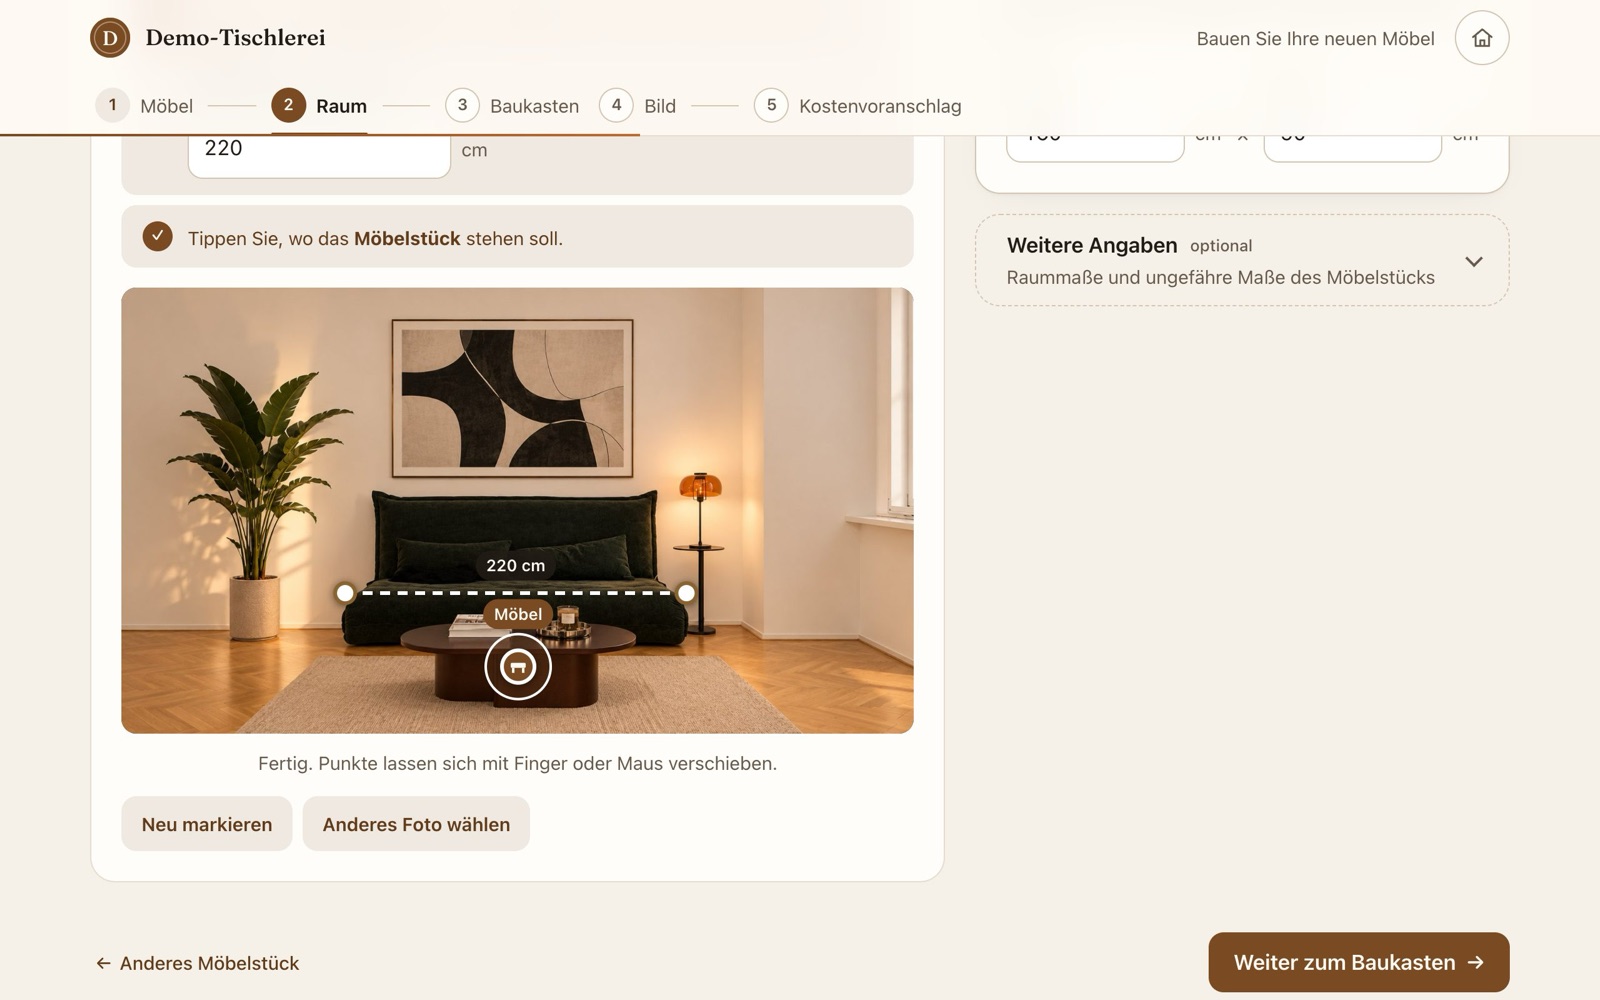 D Demo-Tischlerei
Bauen Sie Ihre neuen Möbel
1 Möbel 2 Raum 3 Baukasten 4 Bild 5 Kostenvoranschlag
220 cm
cm x cm
Tippen Sie, wo das Möbelstück stehen soll.
Weitere Angaben optional
Raummaße und ungefähre Maße des Möbelstücks
220 cm
Möbel
Fertig. Punkte lassen sich mit Finger oder Maus verschieben.
Neu markieren
Anderes Foto wählen
← Anderes Möbelstück
Weiter zum Baukasten →